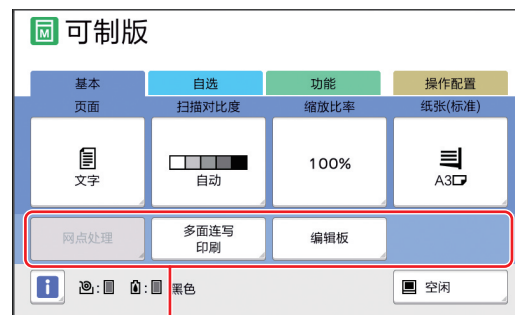 M 可制版
基本 自选 功能 操作配置
页面 扫描对比度 缩放比率 纸张(标准)
文字 自动 100% A3
网点处理 多面连写 编辑板
印刷
i : : 黑色 空闲